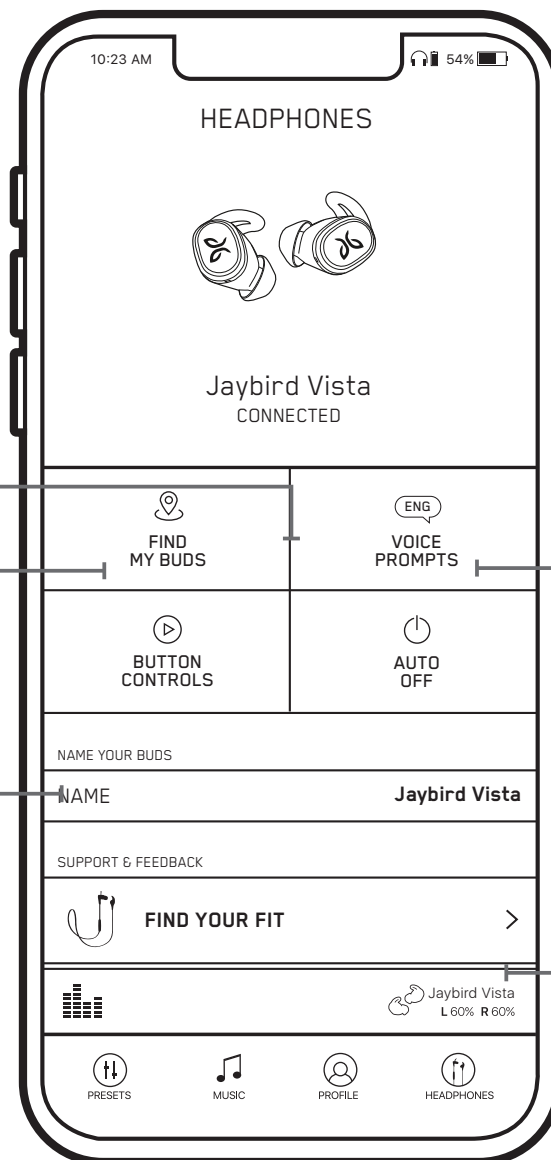 10:23 AM 54%
HEADPHONES
Jaybird Vista
CONNECTED
FIND
MY BUDS
ENG
VOICE
PROMPTS
BUTTON
CONTROLS
AUTO
OFF
NAME YOUR BUDS
NAME Jaybird Vista
SUPPORT & FEEDBACK
FIND YOUR FIT
Jaybird Vista
L 60% R 60%
PRESETS MUSIC PROFILE HEADPHONES